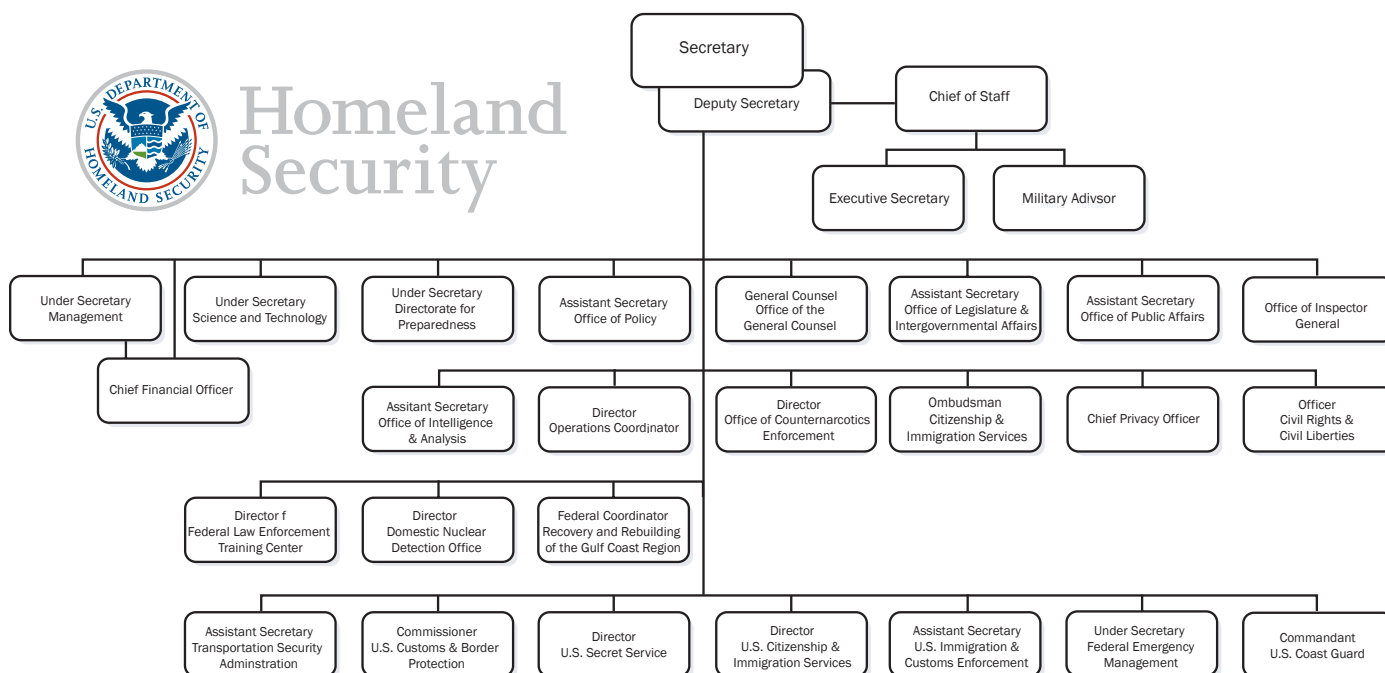 Secretary
Deputy Secretary
Chief of Staff
U.S. DEPARTMENT OF
HOMELAND SECURITY
Homeland
Security
Executive Secretary
Military Adivsor
Under Secretary
Management
Under Secretary
Science and Technology
Under Secretary
Directorate for
Preparedness
Assistant Secretary
Office of Policy
General Counsel
Office of the
General Counsel
Assistant Secretary
Office of Legislature &
Intergovernmental Affairs
Assistant Secretary
Office of Public Affairs
Office of Inspector
General
Chief Financial Officer
Assitant Secretary
Office of Intelligence
& Analysis
Director
Operations Coordinator
Director
Office of Counternarcotics
Enforcement
Ombudsman
Citizenship &
Immigration Services
Chief Privacy Officer
Officer
Civil Rights &
Civil Liberties
Director f
Federal Law Enforcement
Training Center
Director
Domestic Nuclear
Detection Office
Federal Coordinator
Recovery and Rebuilding
of the Gulf Coast Region
Assistant Secretary
Transportation Security
Adminstration
Commissioner
U.S. Customs & Border
Protection
Director
U.S. Secret Service
Director
U.S. Citizenship &
Immigration Services
Assistant Secretary
U.S. Immigration &
Customs Enforcement
Under Secretary
Federal Emergency
Management
Commandant
U.S. Coast Guard